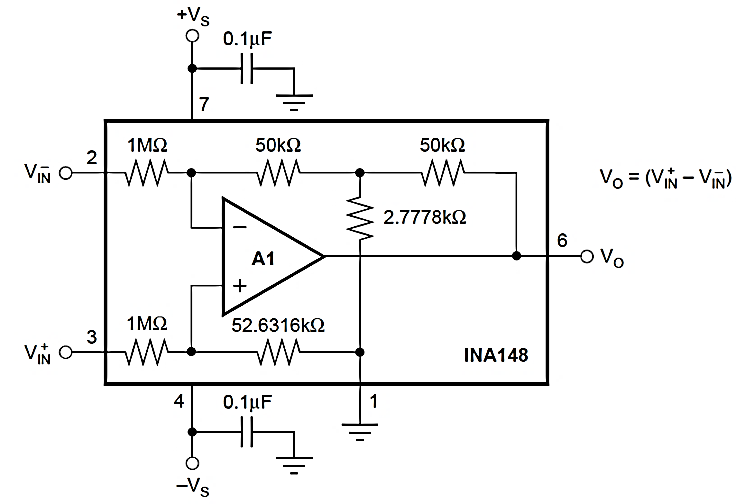 +VS
0.1µF
7
1MΩ
50kΩ
50kΩ
2
V−IN
VO = (V+IN – V−IN)
2.7778kΩ
−
A1
6
VO
+
1MΩ
52.6316kΩ
3
V+IN
INA148
4
0.1µF
1
−VS